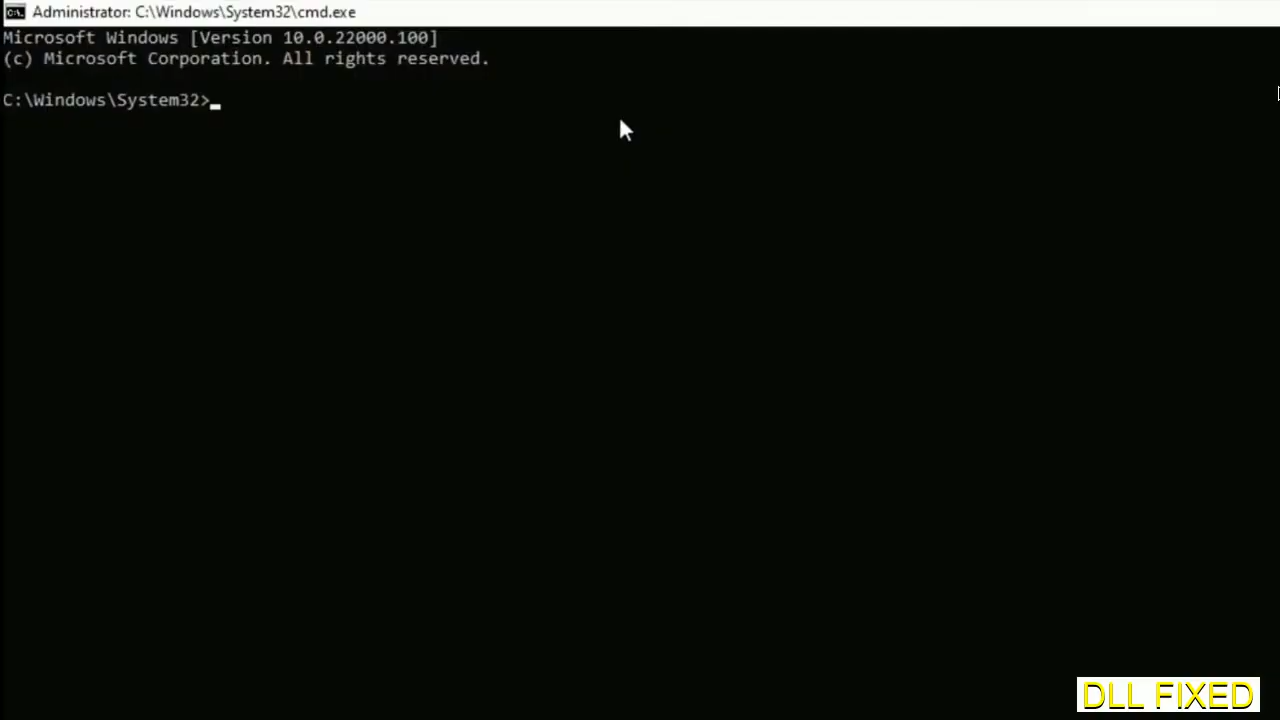 Administrator: C:\Windows\System32\cmd.exe
Microsoft Windows [Version 10.0.22000.100]
(c) Microsoft Corporation. All rights reserved.
C:\Windows\System32>
DLL FIXED